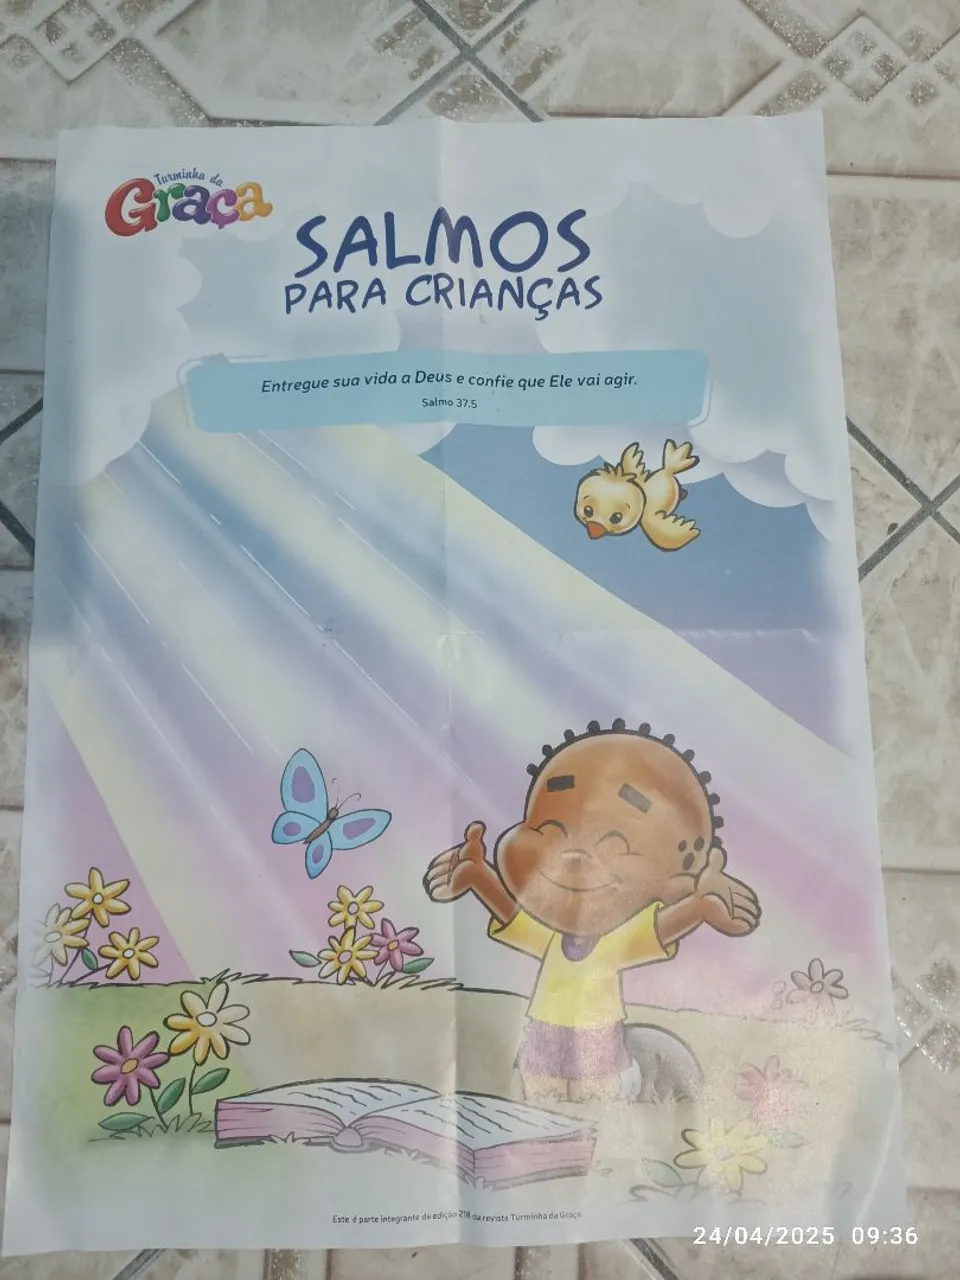 Turminha da
Graça
SALMOS
PARA CRIANÇAS
Entregue sua vida a Deus e confie que Ele vai agir.
Salmo 37.5
Este é parte integrante da edição 218 da revista Turminha da Graça
24/04/2025 09:36